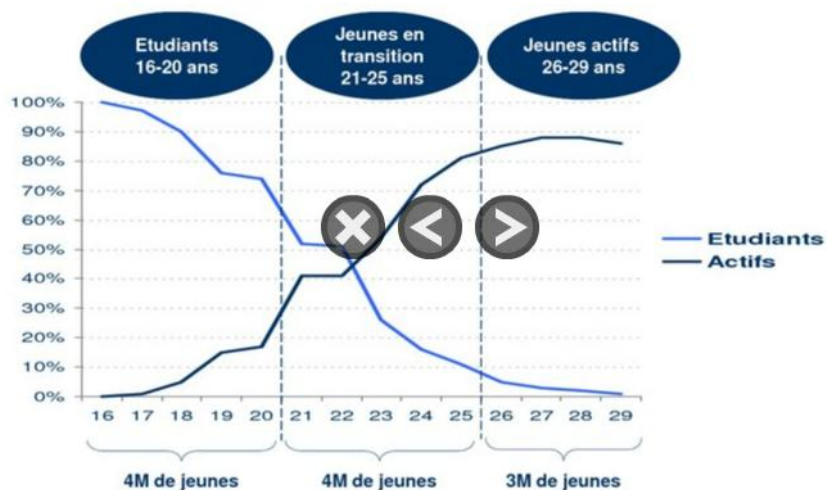 Etudiants
16-20 ans
Jeunes en
transition
21-25 ans
Jeunes actifs
26-29 ans
100%
90%
80%
70%
60%
50%
40%
30%
20%
10%
0%
16 17 18 19 20 21 22 23 24 25 26 27 28 29
Etudiants
Actifs
4M de jeunes
4M de jeunes
3M de jeunes